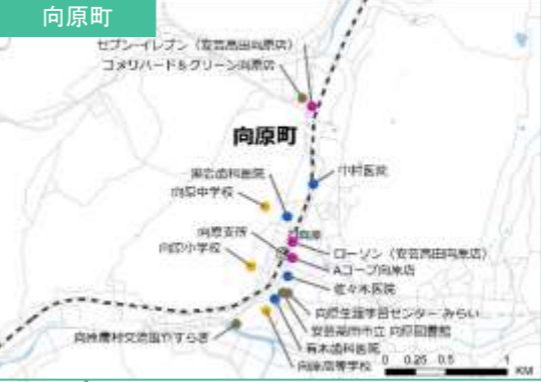 向原町
セブン-イレブン（安芸高田向原店）
コメリハード&グリーン向原店
向原町
中村医院
黒石歯科医院
向原中学校
向原支所
向原
向原小学校
ローソン（安芸高田向原店）
Aコープ向原店
佐々木医院
向原生涯学習センター みらい
安芸高田市立 向原図書館
向原農村交流館やすらぎ
有木歯科医院
向原高等学校
0 0.25 0.5 1
KM